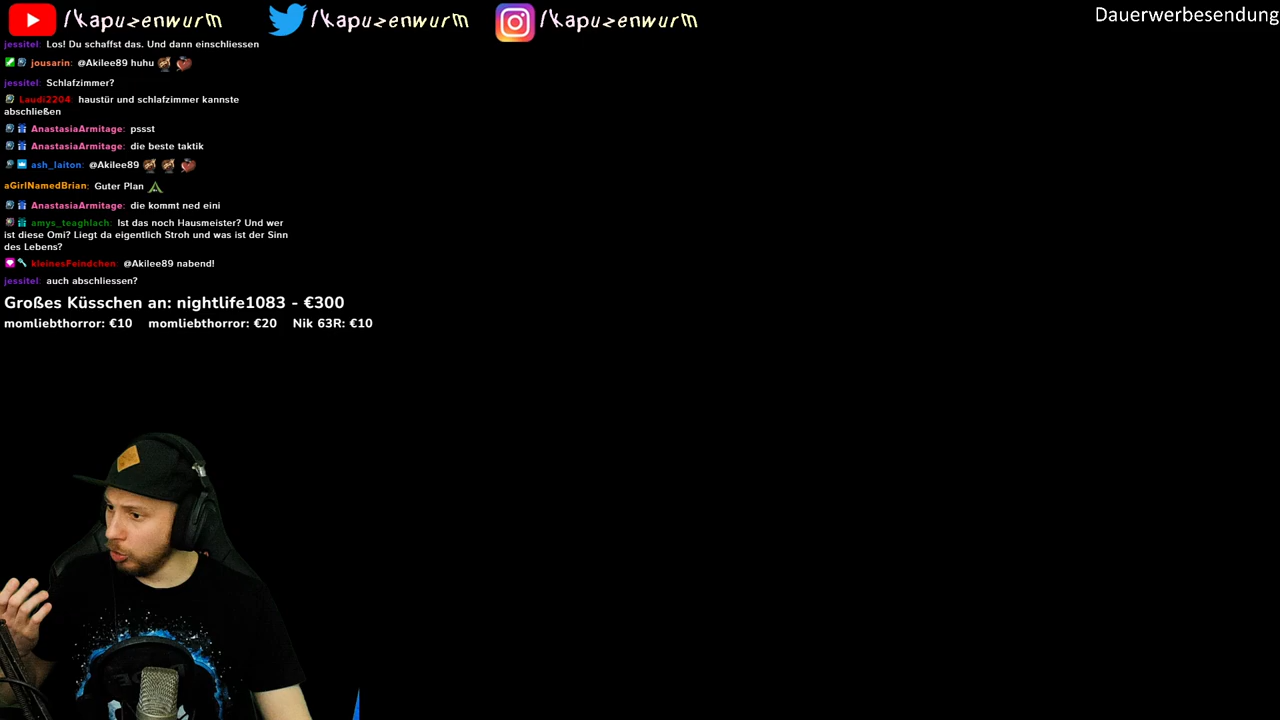 /kapuzenwurm /kapuzenwurm /kapuzenwurm Dauerwerbesendung
jessitel: Los! Du schaffst das. Und dann einschliessen
jousarin: @Akilee89 huhu
jessitel: Schlafzimmer?
Laudi2204: haustür und schlafzimmer kannste
abschließen
AnastasiaArmitage: pssst
AnastasiaArmitage: die beste taktik
ash_laiton: @Akilee89
aGirlNamedBrian: Guter Plan
AnastasiaArmitage: die kommt ned eini
amys_teaghlach: Ist das noch Hausmeister? Und wer
ist diese Omi? Liegt da eigentlich Stroh und was ist der Sinn
des Lebens?
kleinesFeindchen: @Akilee89 nabend!
jessitel: auch abschliessen?
Großes Küsschen an: nightlife1083 - €300
momliebthorror: €10 momliebthorror: €20 Nik 63R: €10